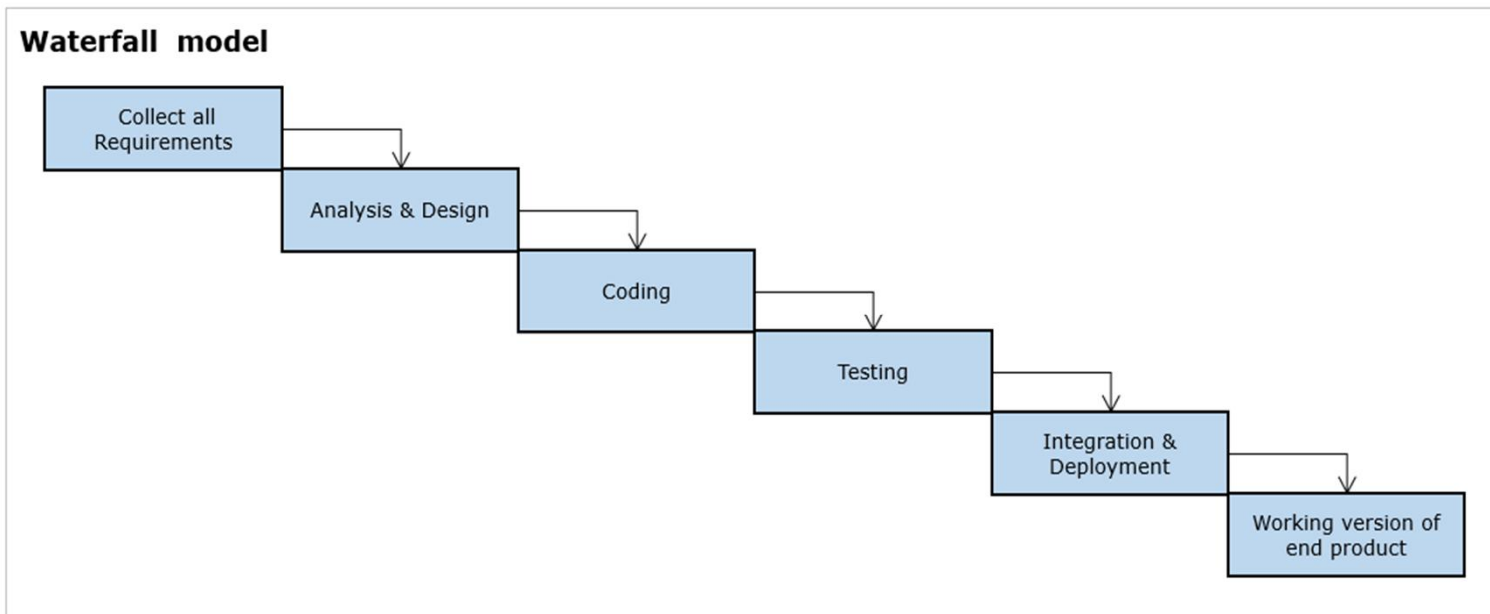 Waterfall model
Collect all
Requirements
Analysis & Design
Coding
Testing
Integration &
Deployment
Working version of
end product